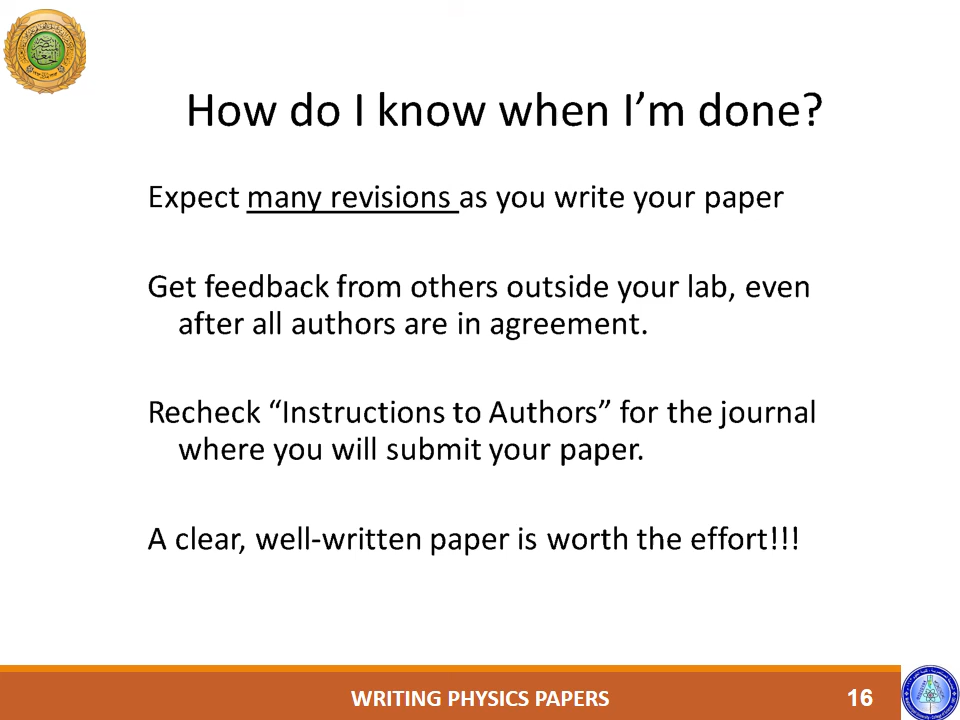 How do I know when I’m done?
Expect many revisions as you write your paper
Get feedback from others outside your lab, even
after all authors are in agreement.
Recheck “Instructions to Authors” for the journal
where you will submit your paper.
A clear, well-written paper is worth the effort!!!
WRITING PHYSICS PAPERS
16